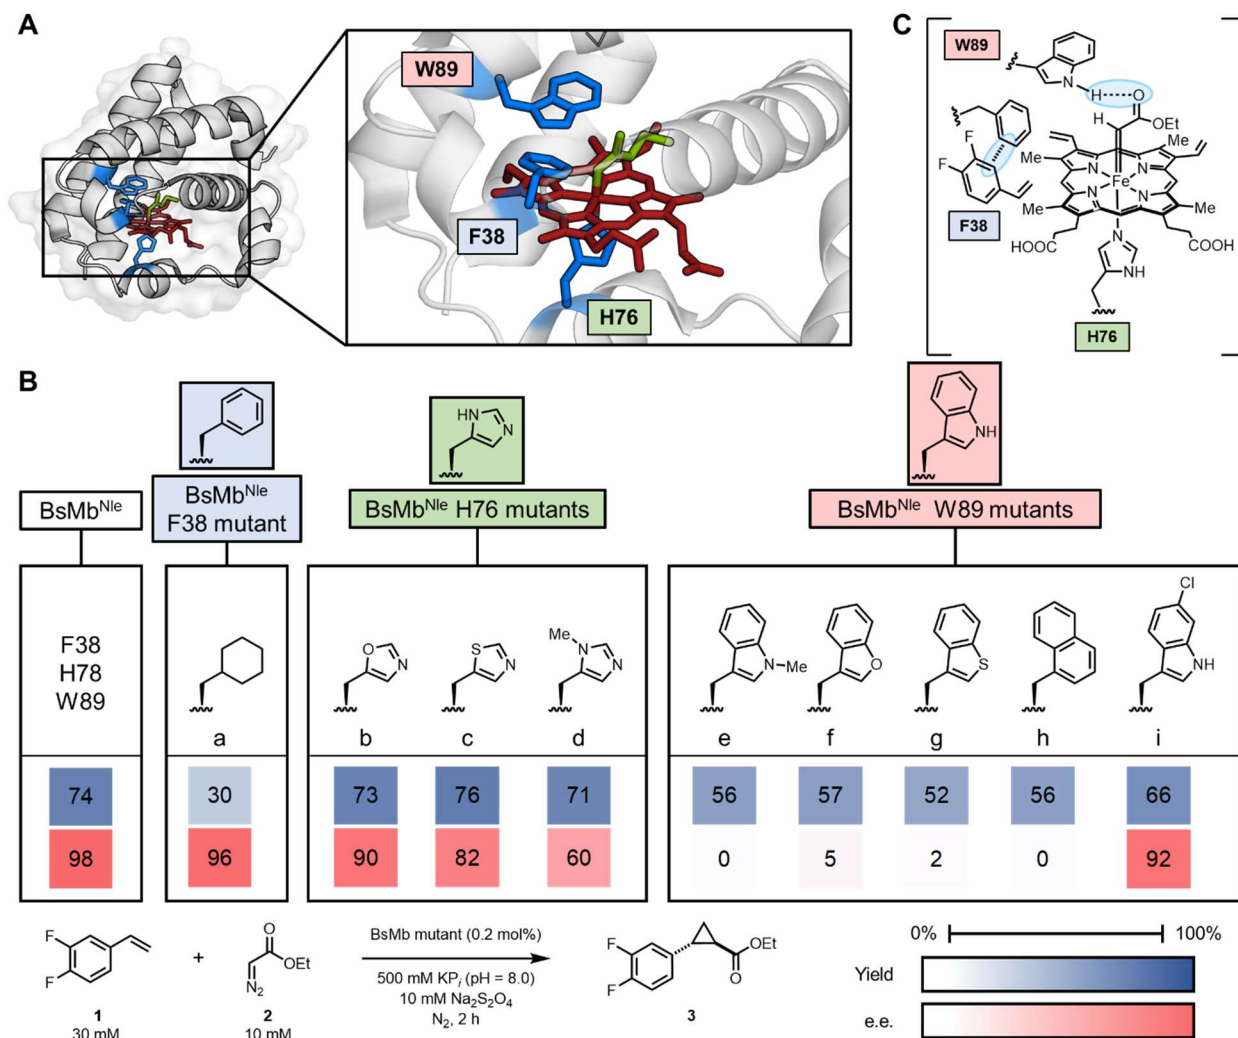 A
W89
F38
H76
C
W89
N
H
O
H
OEt
F
F
Me
Me
N
N
N
N
Fe
Me
Me
F38
HOOC
COOH
N
NH
H76
B
HN
N
NH
BsMb^Nle
BsMb^Nle
F38 mutant
BsMb^Nle H76 mutants
BsMb^Nle W89 mutants
F38
H78
W89
O
N
S
N
Me
N
N
N
Me
O
S
Cl
NH
a
b
c
d
e
f
g
h
i
74
30
73
76
71
56
57
52
56
66
98
96
90
82
60
0
5
2
0
92
F
F
+
O
OEt
N2
BsMb mutant (0.2 mol%)
500 mM KPi (pH = 8.0)
10 mM Na2S2O4
N2, 2 h
F
F
OEt
O
1
30 mM
2
10 mM
3
0%
100%
Yield
e.e.